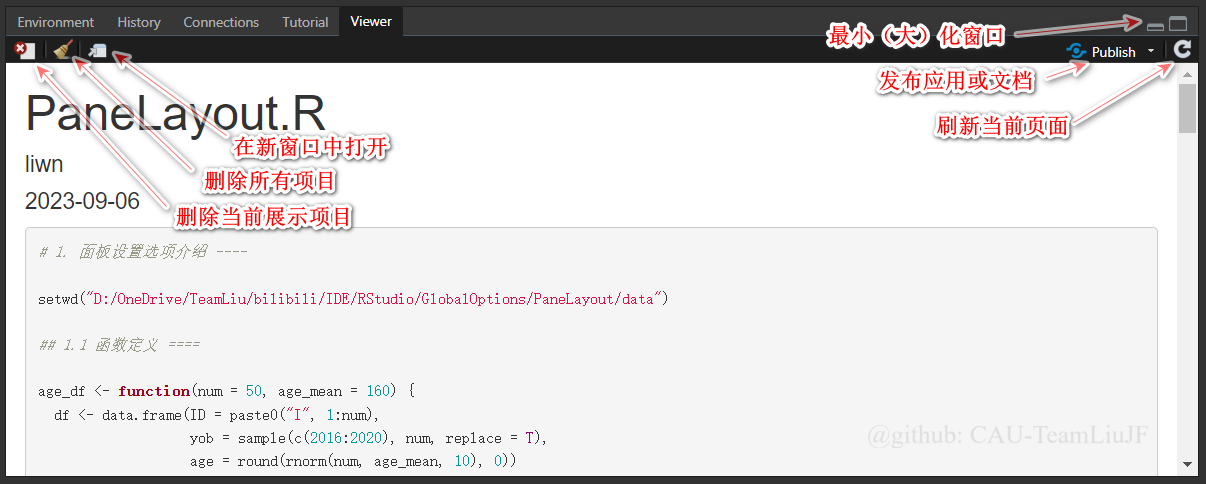 Environment History Connections Tutorial Viewer
最小（大）化窗口
Publish
发布应用或文档
刷新当前页面
PaneLayout.R
在新窗口中打开
liwn
删除所有项目
2023-09-06
删除当前展示项目
# 1. 面板设置选项介绍 ----
setwd("D:/OneDrive/TeamLiu/bilibili/IDE/RStudio/GlobalOptions/PaneLayout/data")
## 1.1 函数定义 ====
age_df <- function(num = 50, age_mean = 160) {
df <- data.frame(ID = paste0("I", 1:num),
yob = sample(c(2016:2020), num, replace = T),
age = round(rnorm(num, age_mean, 10), 0))
@github: CAU-TeamLiuJF